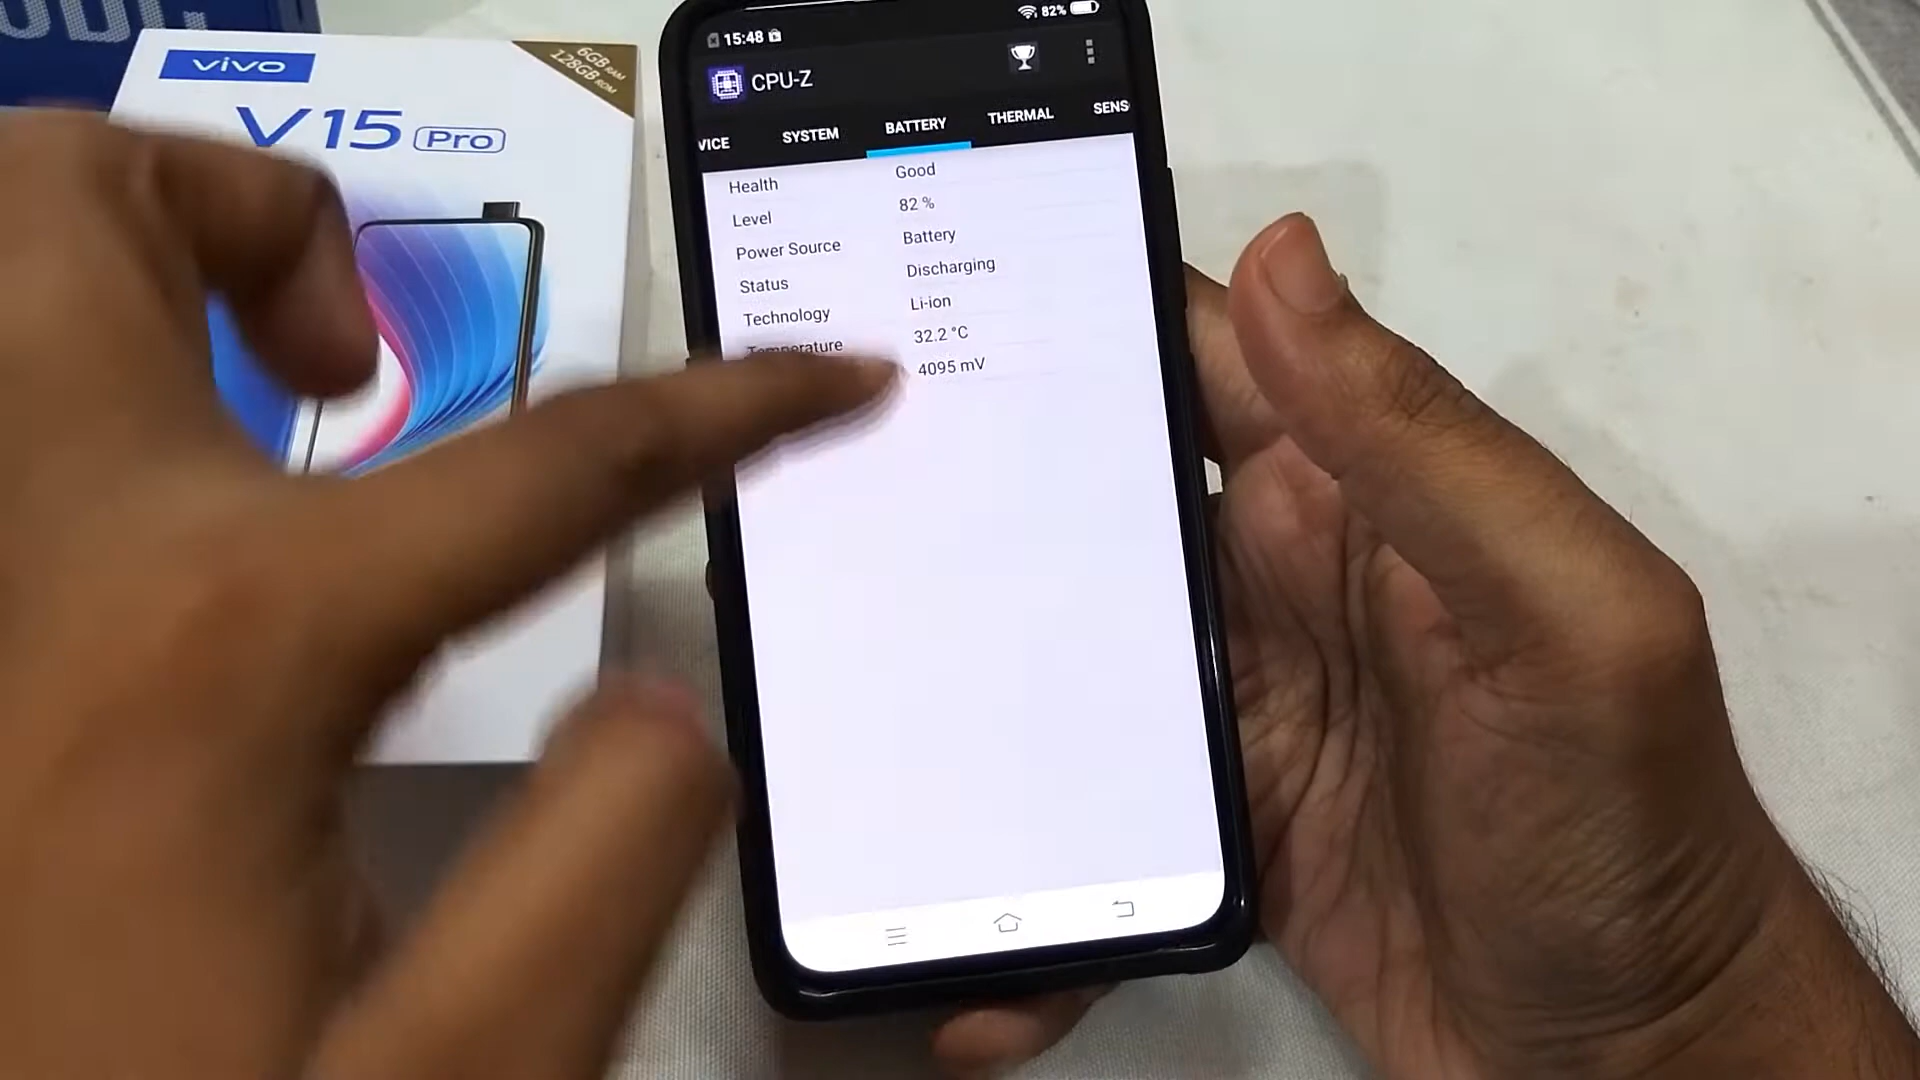 vivo
V15 Pro
6GB RAM
128GB ROM
15:48
82%
CPU-Z
VICE SYSTEM BATTERY THERMAL SENS
Health Good
Level 82 %
Power Source Battery
Status Discharging
Technology Li-ion
Temperature 32.2 °C
4095 mV